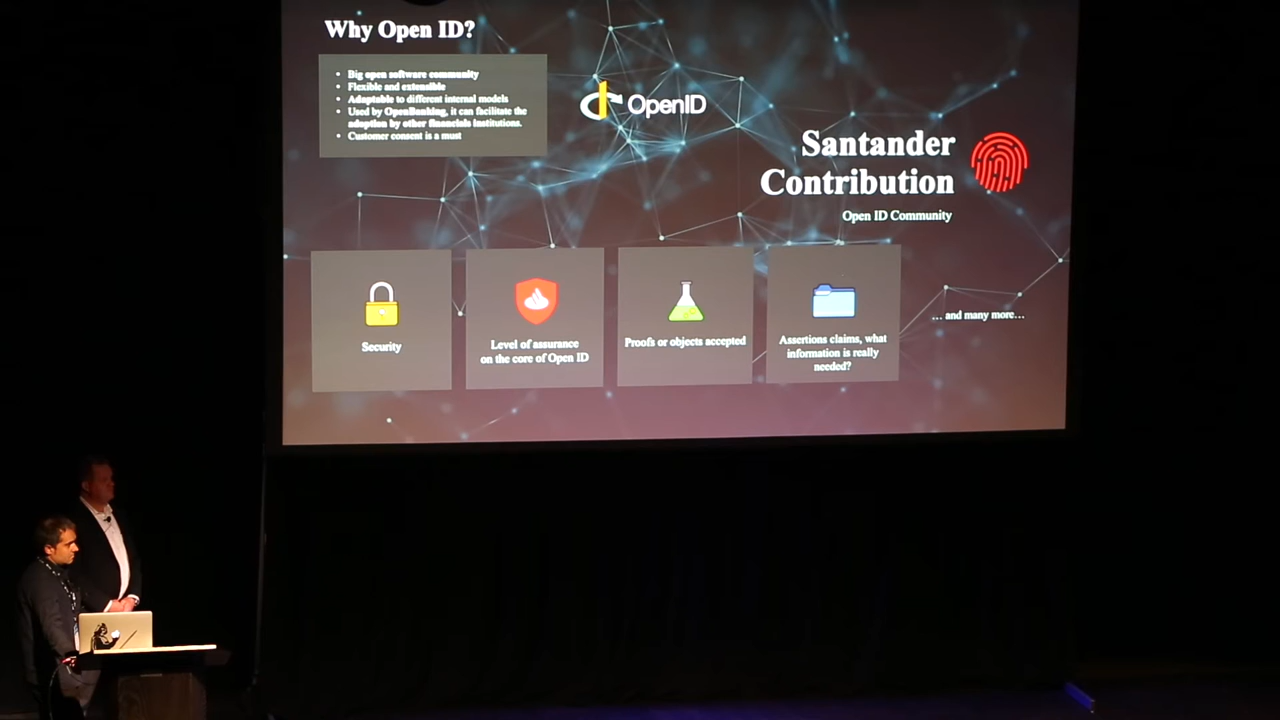 Why Open ID?
• Big open software community
• Flexible and extensible
• Adaptable to different internal models
• Used by OpenBanking, it can facilitate the
adoption by other financials institutions.
• Customer consent is a must
OpenID
Santander
Contribution
Open ID Community
Security
Level of assurance
on the core of Open ID
Proofs or objects accepted
Assertions claims, what
information is really
needed?
… and many more…